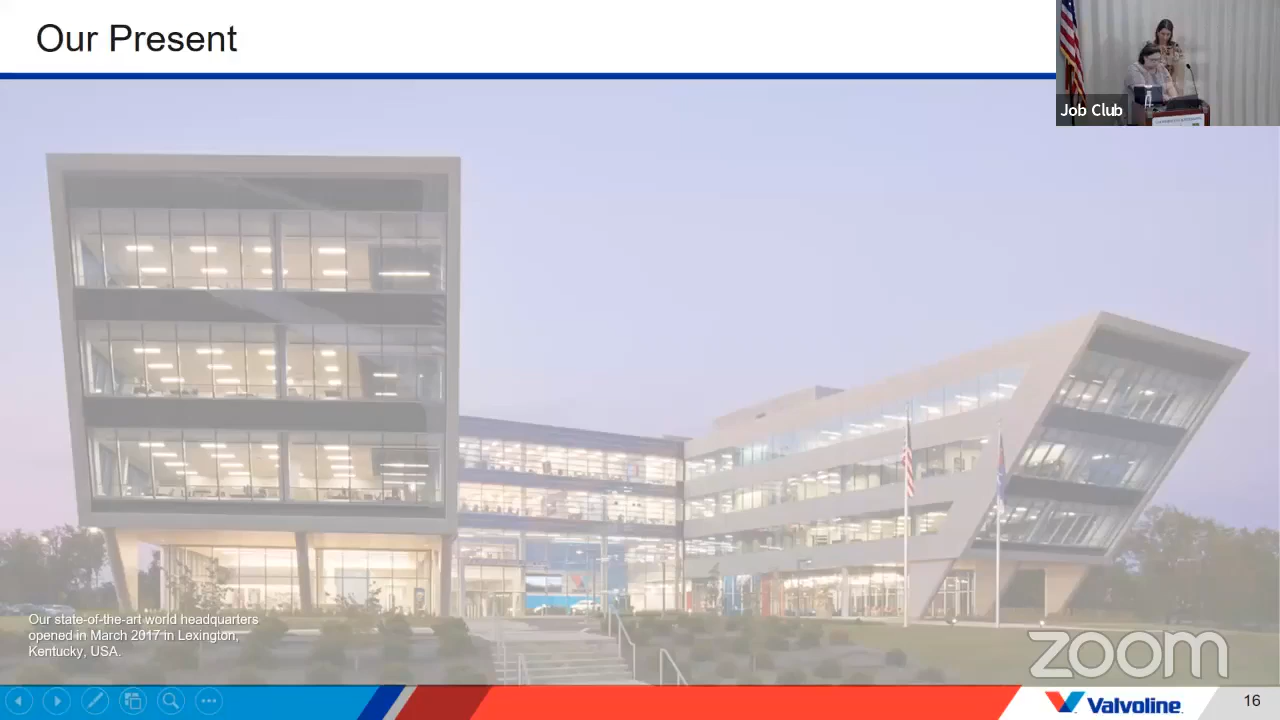 Our Present
Job Club
Our state-of-the-art world headquarters
opened in March 2017 in Lexington,
Kentucky, USA.
zoom
Valvoline
16